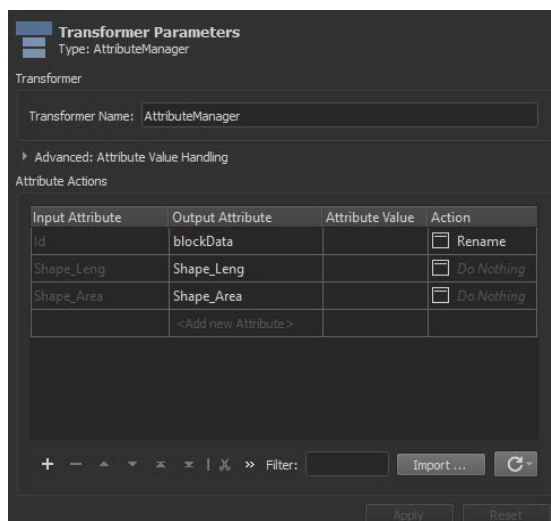 Transformer Parameters
Type: AttributeManager
Transformer
Transformer Name: AttributeManager
Advanced: Attribute Value Handling
Attribute Actions
Input Attribute Output Attribute Attribute Value Action
Id blockData Rename
Shape_Leng Shape_Leng Do Nothing
Shape_Area Shape_Area Do Nothing
<Add new Attribute>
Filter: Import ...
Apply Reset